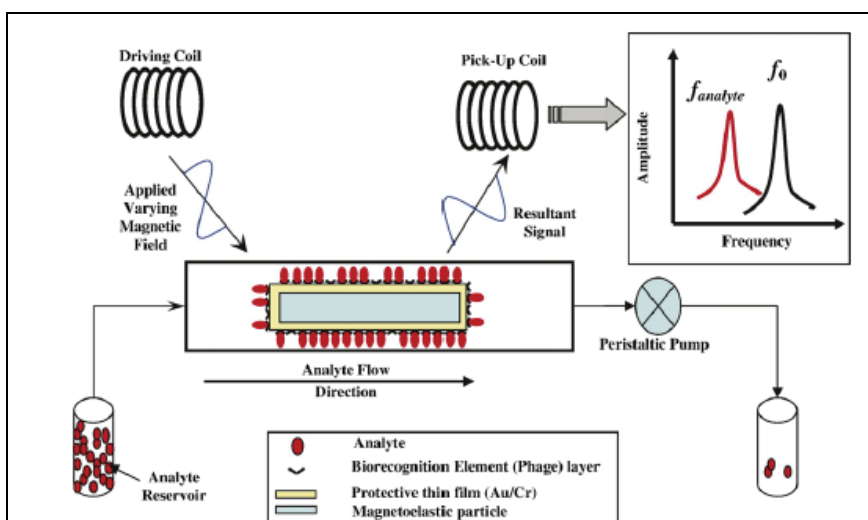 Driving Coil
Pick-Up Coil
Applied
Varying
Magnetic
Field
Resultant
Signal
fanalyte
f0
Amplitude
Frequency
Peristaltic Pump
Analyte Flow
Direction
Analyte
Reservoir
Analyte
Biorecognition Element (Phage) layer
Protective thin film (Au/Cr)
Magnetoelastic particle